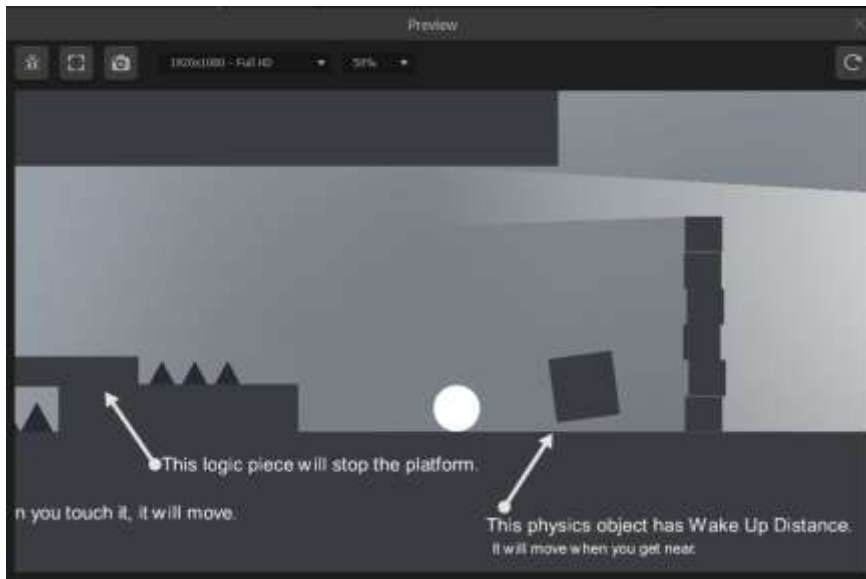 Preview
1920x1080 - Full HD
50%
This logic piece will stop the platform.
n you touch it, it will move.
This physics object has Wake Up Distance.
It will move when you get near.